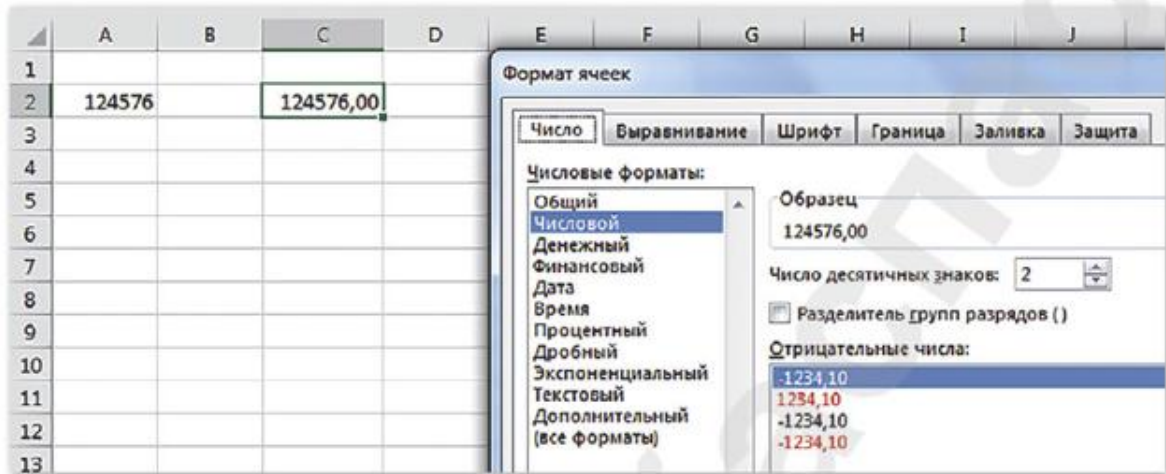 A B C D E F G H I J
1
2 124576 124576,00
3
4
5
6
7
8
9
10
11
12
13
Формат ячеек
Число Выравнивание Шрифт Граница Заливка Защита
Числовые форматы:
Общий
Числовой
Денежный
Финансовый
Дата
Время
Процентный
Дробный
Экспоненциальный
Текстовый
Дополнительный
(все форматы)
Образец
124576,00
Число десятичных знаков: 2
Разделитель групп разрядов ()
Отрицательные числа:
-1234,10
1234,10
-1234,10
-1234,10